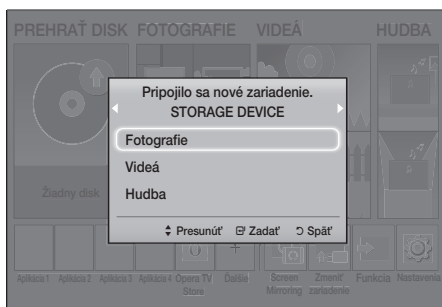 PREHRAŤ DISK FOTOGRAFIE VIDEÁ HUDBA
Pripojilo sa nové zariadenie.
STORAGE DEVICE
Fotografie
Videá
Hudba
Presunúť Zadať Späť
Žiadny disk
Aplikácia 1 Aplikácia 2 Aplikácia 3 Aplikácia 4 Opera TV Store Ďalšie Screen Mirroring Zmeniť zariadenie Funkcia Nastavenia